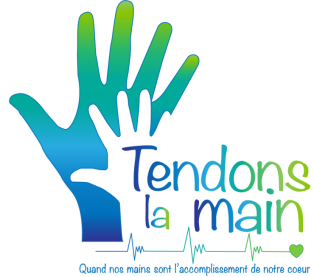 Tendons
la main
Quand nos mains sont l'accomplissement de notre coeur